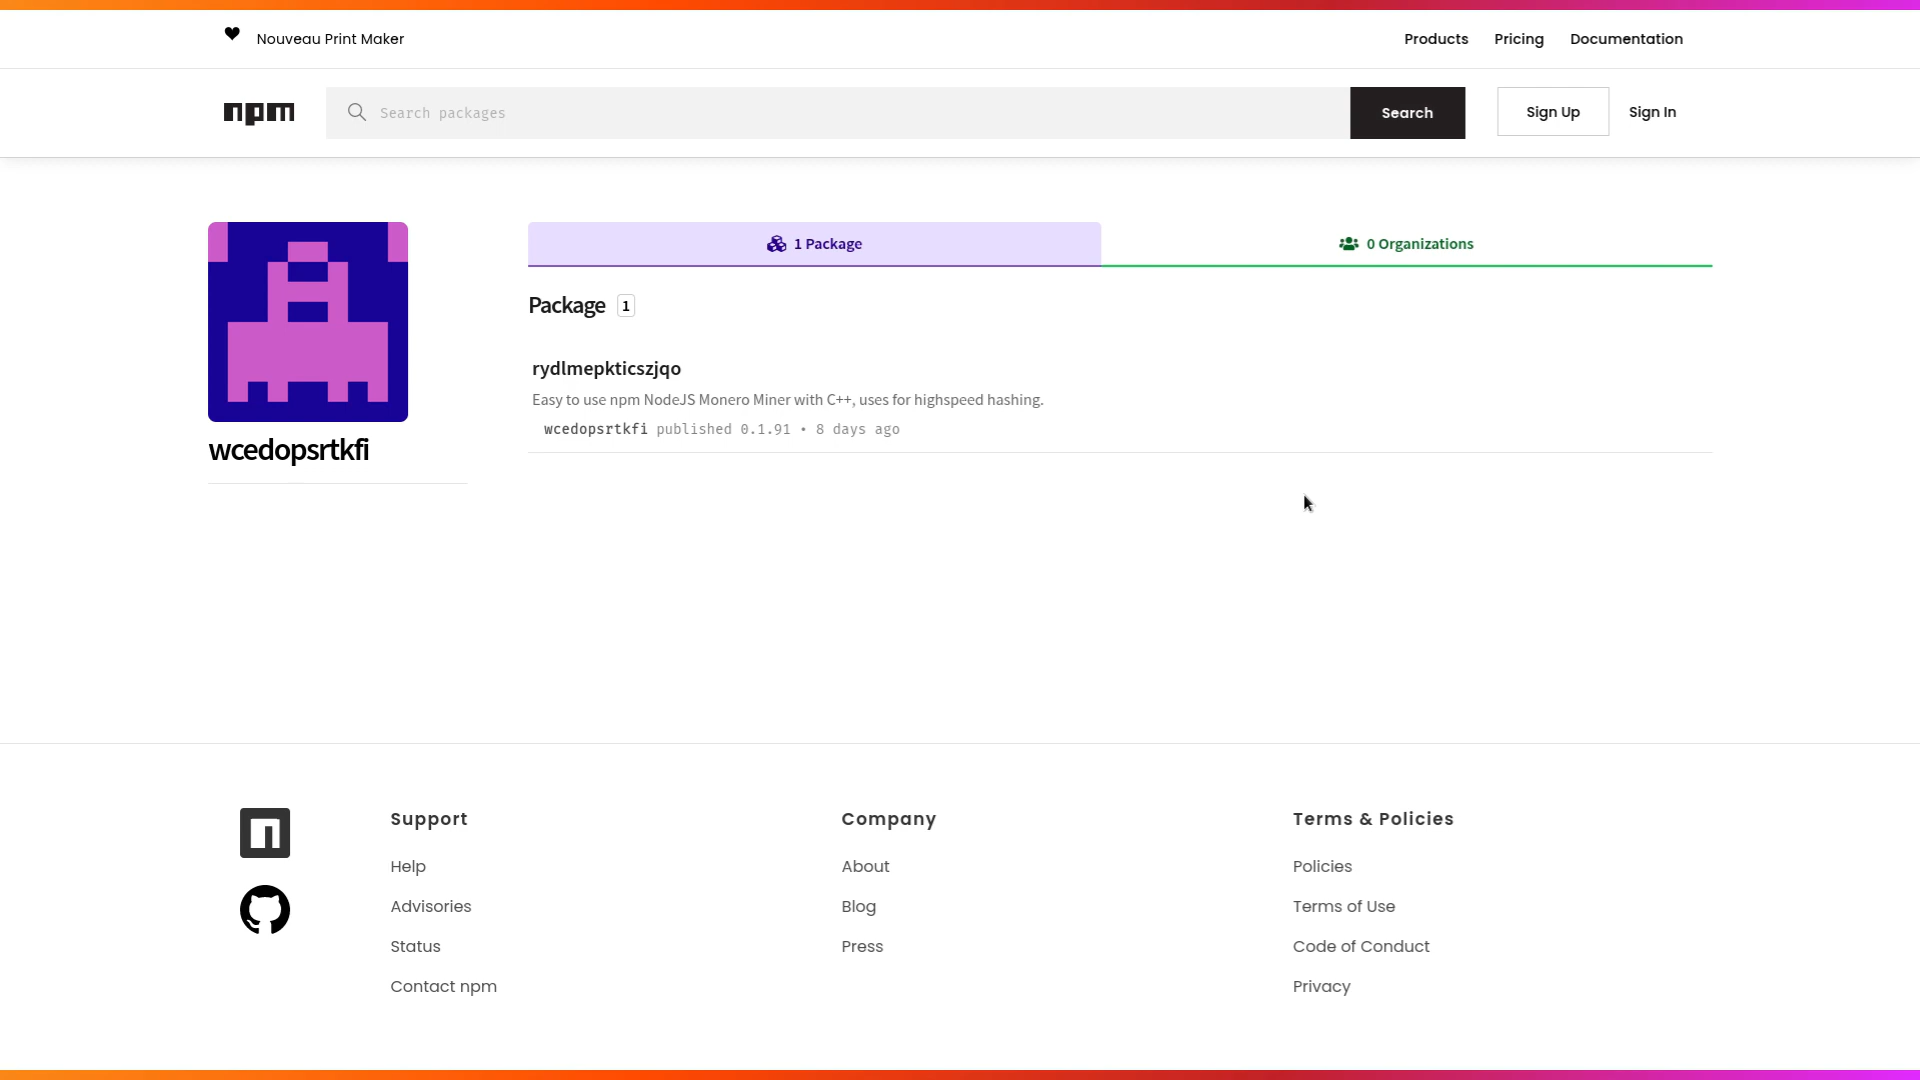 Nouveau Print Maker
Products
Pricing
Documentation
npm
Search packages
Search
Sign Up
Sign In
1 Package
0 Organizations
Package 1
rydlmepkticszjqo
Easy to use npm NodeJS Monero Miner with C++, uses for highspeed hashing.
wcedopsrtkfi published 0.1.91 • 8 days ago
wcedopsrtkfi
Support
Help
Advisories
Status
Contact npm
Company
About
Blog
Press
Terms & Policies
Policies
Terms of Use
Code of Conduct
Privacy